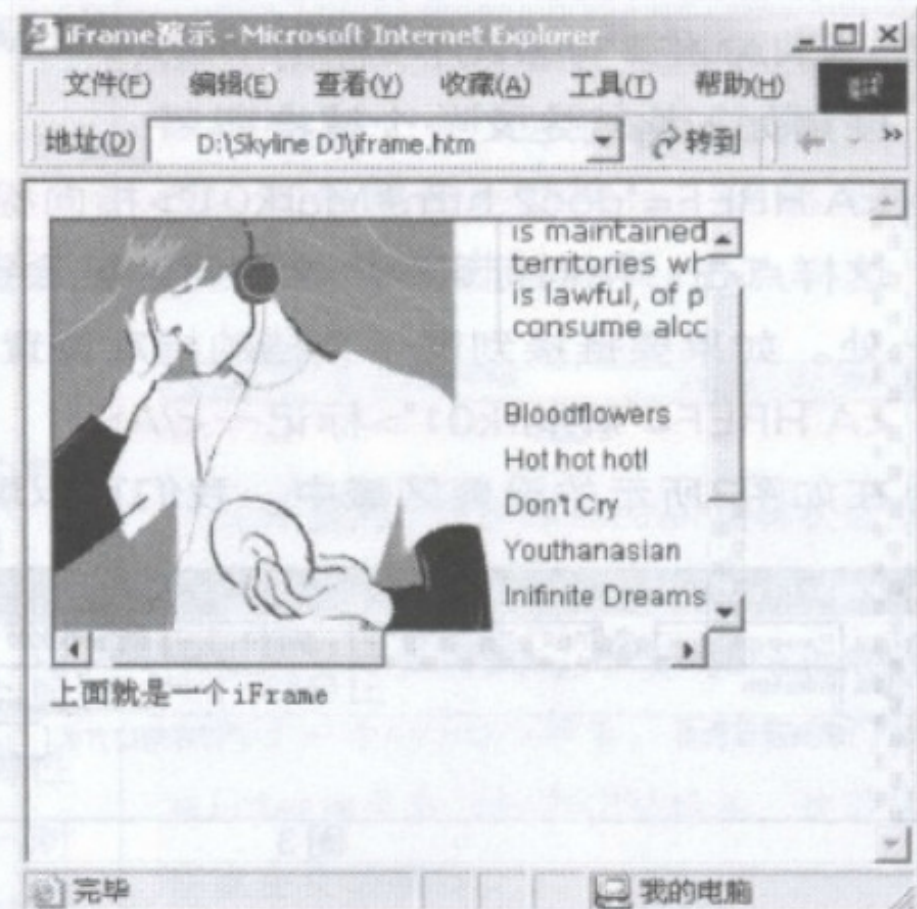 iFrame演示 - Microsoft Internet Explorer
文件(F) 编辑(E) 查看(V) 收藏(A) 工具(T) 帮助(H)
地址(D) D:\Skyline DJ\iframe.htm 转到 »
is maintained
territories wh
is lawful, of p
consume alcc
Bloodflowers
Hot hot hot!
Don't Cry
Youthanasian
Inifinite Dreams
上面就是一个iFrame
完毕 我的电脑